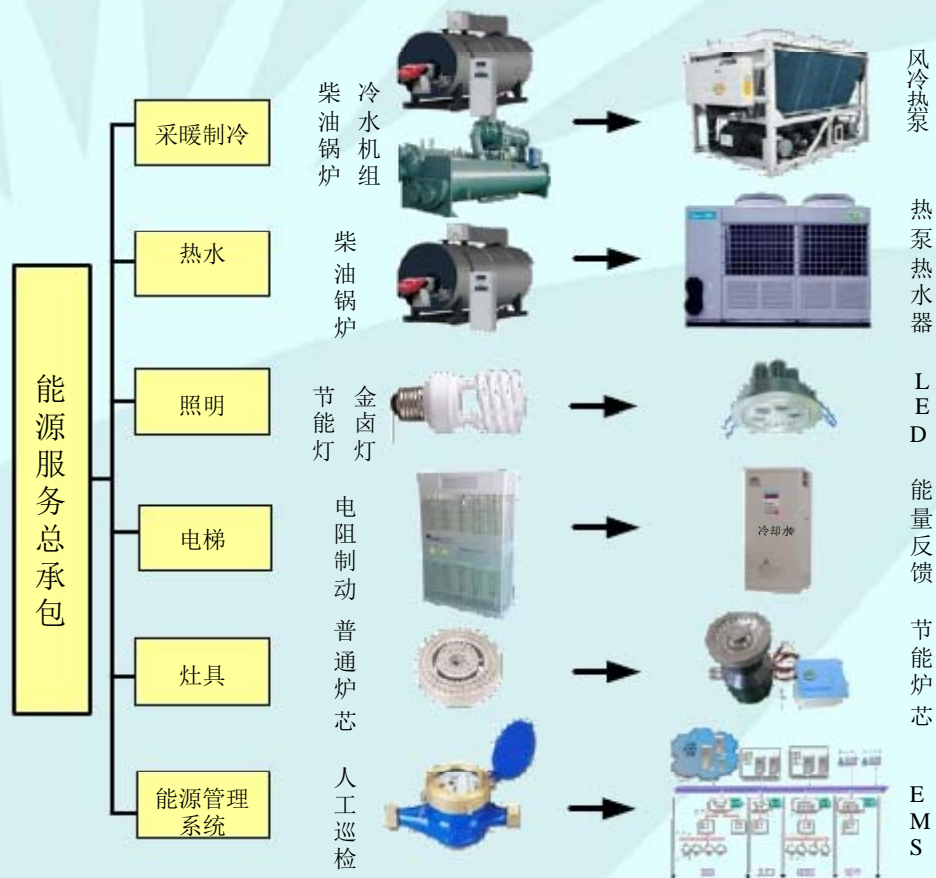 能源服务总承包
采暖制冷
柴油锅炉
冷水机组
风冷热泵
热水
柴油锅炉
热泵热水器
照明
节能灯
金卤灯
LED
电梯
电阻制动
冷却水
能量反馈
灶具
普通炉芯
节能炉芯
能源管理
系统
人工巡检
EMS